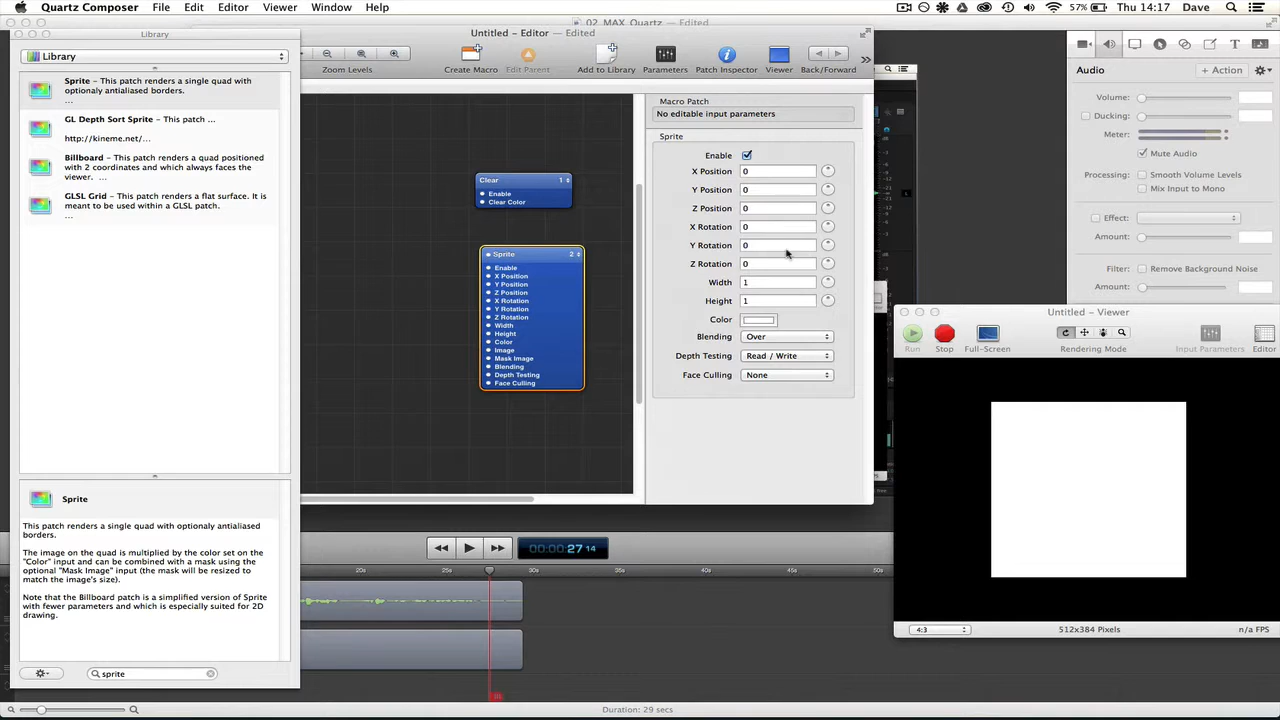 Quartz Composer File Edit Editor Viewer Window Help
57% Thu 14:17 Dave
02_MAX_Quartz — Edited
Library
Library
Sprite – This patch renders a single quad with
optionaly antialiased borders.
...
GL Depth Sort Sprite – This patch ...
http://kineme.net/...
Billboard – This patch renders a quad positioned
with 2 coordinates and which always faces the
viewer. ...
GLSL Grid – This patch renders a flat surface. It is
meant to be used within a GLSL patch.
...
Sprite
This patch renders a single quad with optionaly antialiased
borders.
The image on the quad is multiplied by the color set on the
"Color" input and can be combined with a mask using the
optional "Mask Image" input (the mask will be resized to
match the image's size).
Note that the Billboard patch is a simplified version of Sprite
with fewer parameters and which is especially suited for 2D
drawing.
sprite
Untitled – Editor — Edited
Zoom Levels Create Macro Edit Parent Add to Library Parameters Patch Inspector Viewer Back/Forward
Clear 1
Enable
Clear Color
Sprite 2
Enable
X Position
Y Position
Z Position
X Rotation
Y Rotation
Z Rotation
Width
Height
Color
Image
Mask Image
Blending
Depth Testing
Face Culling
Macro Patch
No editable input parameters
Sprite
Enable
X Position 0
Y Position 0
Z Position 0
X Rotation 0
Y Rotation 0
Z Rotation 0
Width 1
Height 1
Color
Blending Over
Depth Testing Read / Write
Face Culling None
Audio + Action
Volume:
Ducking:
Meter:
Mute Audio
Processing: Smooth Volume Levels
Mix Input to Mono
Effect:
Amount:
Filter: Remove Background Noise
Amount:
Untitled – Viewer
Run Stop Full-Screen Rendering Mode Input Parameters Editor
4:3 512x384 Pixels n/a FPS
00:00:27 14
20s 30s 35s 40s 45s 50s
Duration: 29 secs